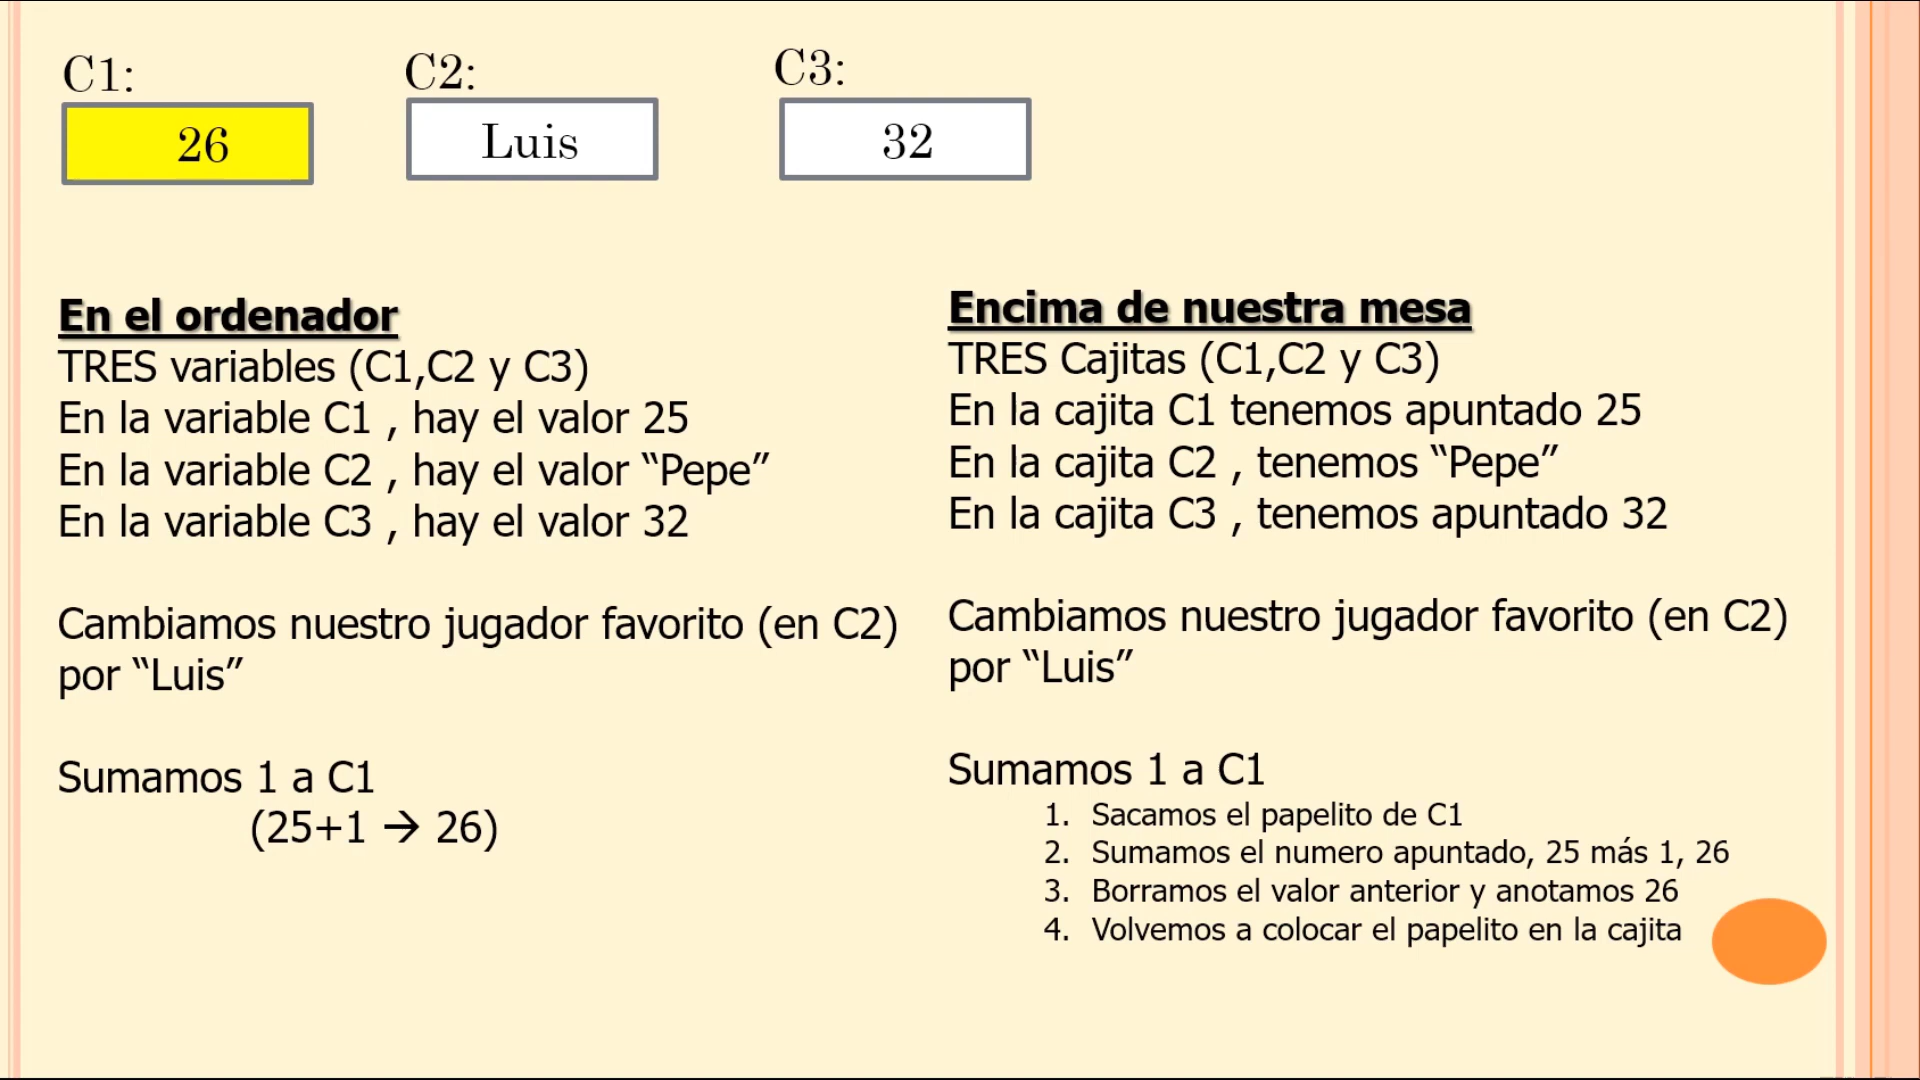 C1:
C2:
C3:
26
Luis
32
En el ordenador
TRES variables (C1,C2 y C3)
En la variable C1 , hay el valor 25
En la variable C2 , hay el valor “Pepe”
En la variable C3 , hay el valor 32
Cambiamos nuestro jugador favorito (en C2)
por “Luis”
Sumamos 1 a C1
(25+1 → 26)
Encima de nuestra mesa
TRES Cajitas (C1,C2 y C3)
En la cajita C1 tenemos apuntado 25
En la cajita C2 , tenemos “Pepe”
En la cajita C3 , tenemos apuntado 32
Cambiamos nuestro jugador favorito (en C2)
por “Luis”
Sumamos 1 a C1
1. Sacamos el papelito de C1
2. Sumamos el numero apuntado, 25 más 1, 26
3. Borramos el valor anterior y anotamos 26
4. Volvemos a colocar el papelito en la cajita